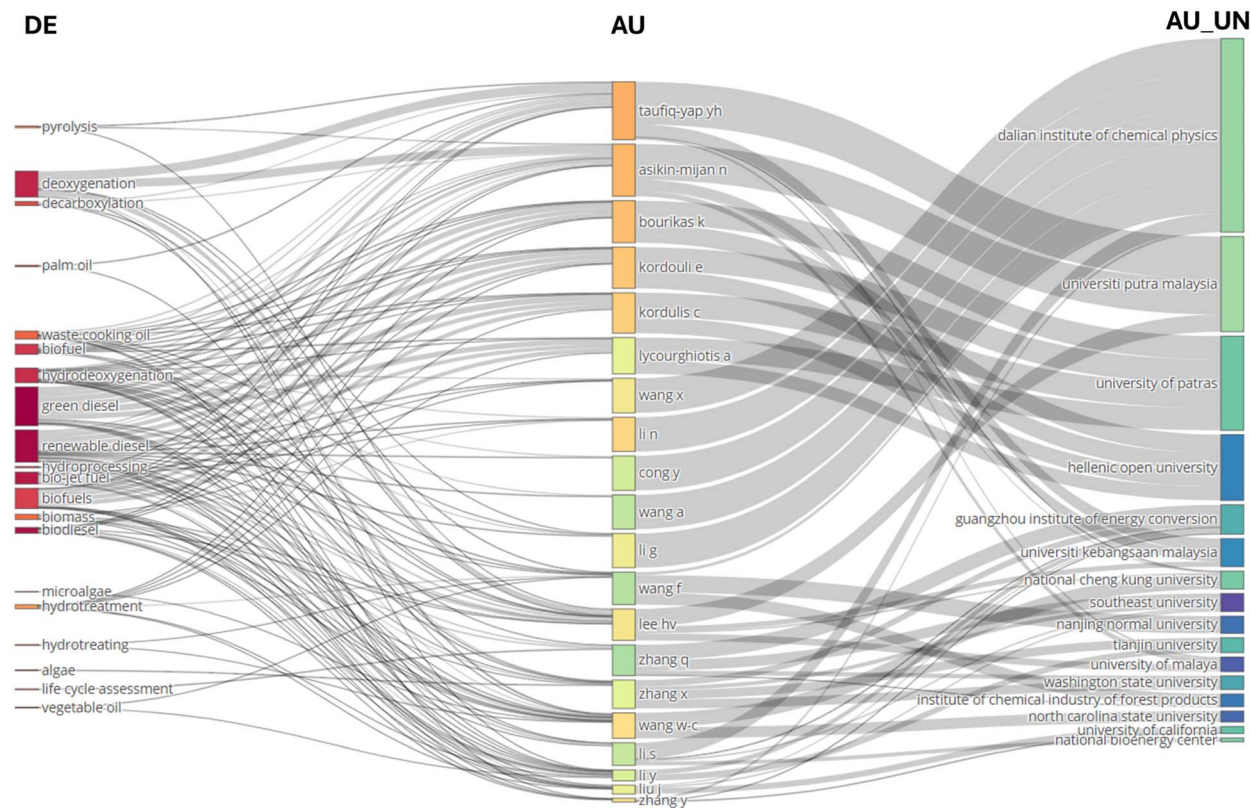 DE
AU
AU_UN
pyrolysis
deoxygenation
decarboxylation
palm oil
waste cooking oil
biofuel
hydrodeoxygenation
green diesel
renewable diesel
hydroprocessing
bio-jet fuel
biofuels
biomass
biodiesel
microalgae
hydrotreatment
hydrotreating
algae
life cycle assessment
vegetable oil
taufiq-yap yh
asikin-mijan n
bourikas k
kordouli e
kordulis c
lycourghiotis a
wang x
li n
cong y
wang a
li g
wang f
lee hv
zhang q
zhang x
wang w-c
li s
li y
liu j
zhang y
dalian institute of chemical physics
universiti putra malaysia
university of patras
hellenic open university
guangzhou institute of energy conversion
universiti kebangsaan malaysia
national cheng kung university
southeast university
nanjing normal university
tianjin university
university of malaya
washington state university
institute of chemical industry of forest products
north carolina state university
university of california
national bioenergy center